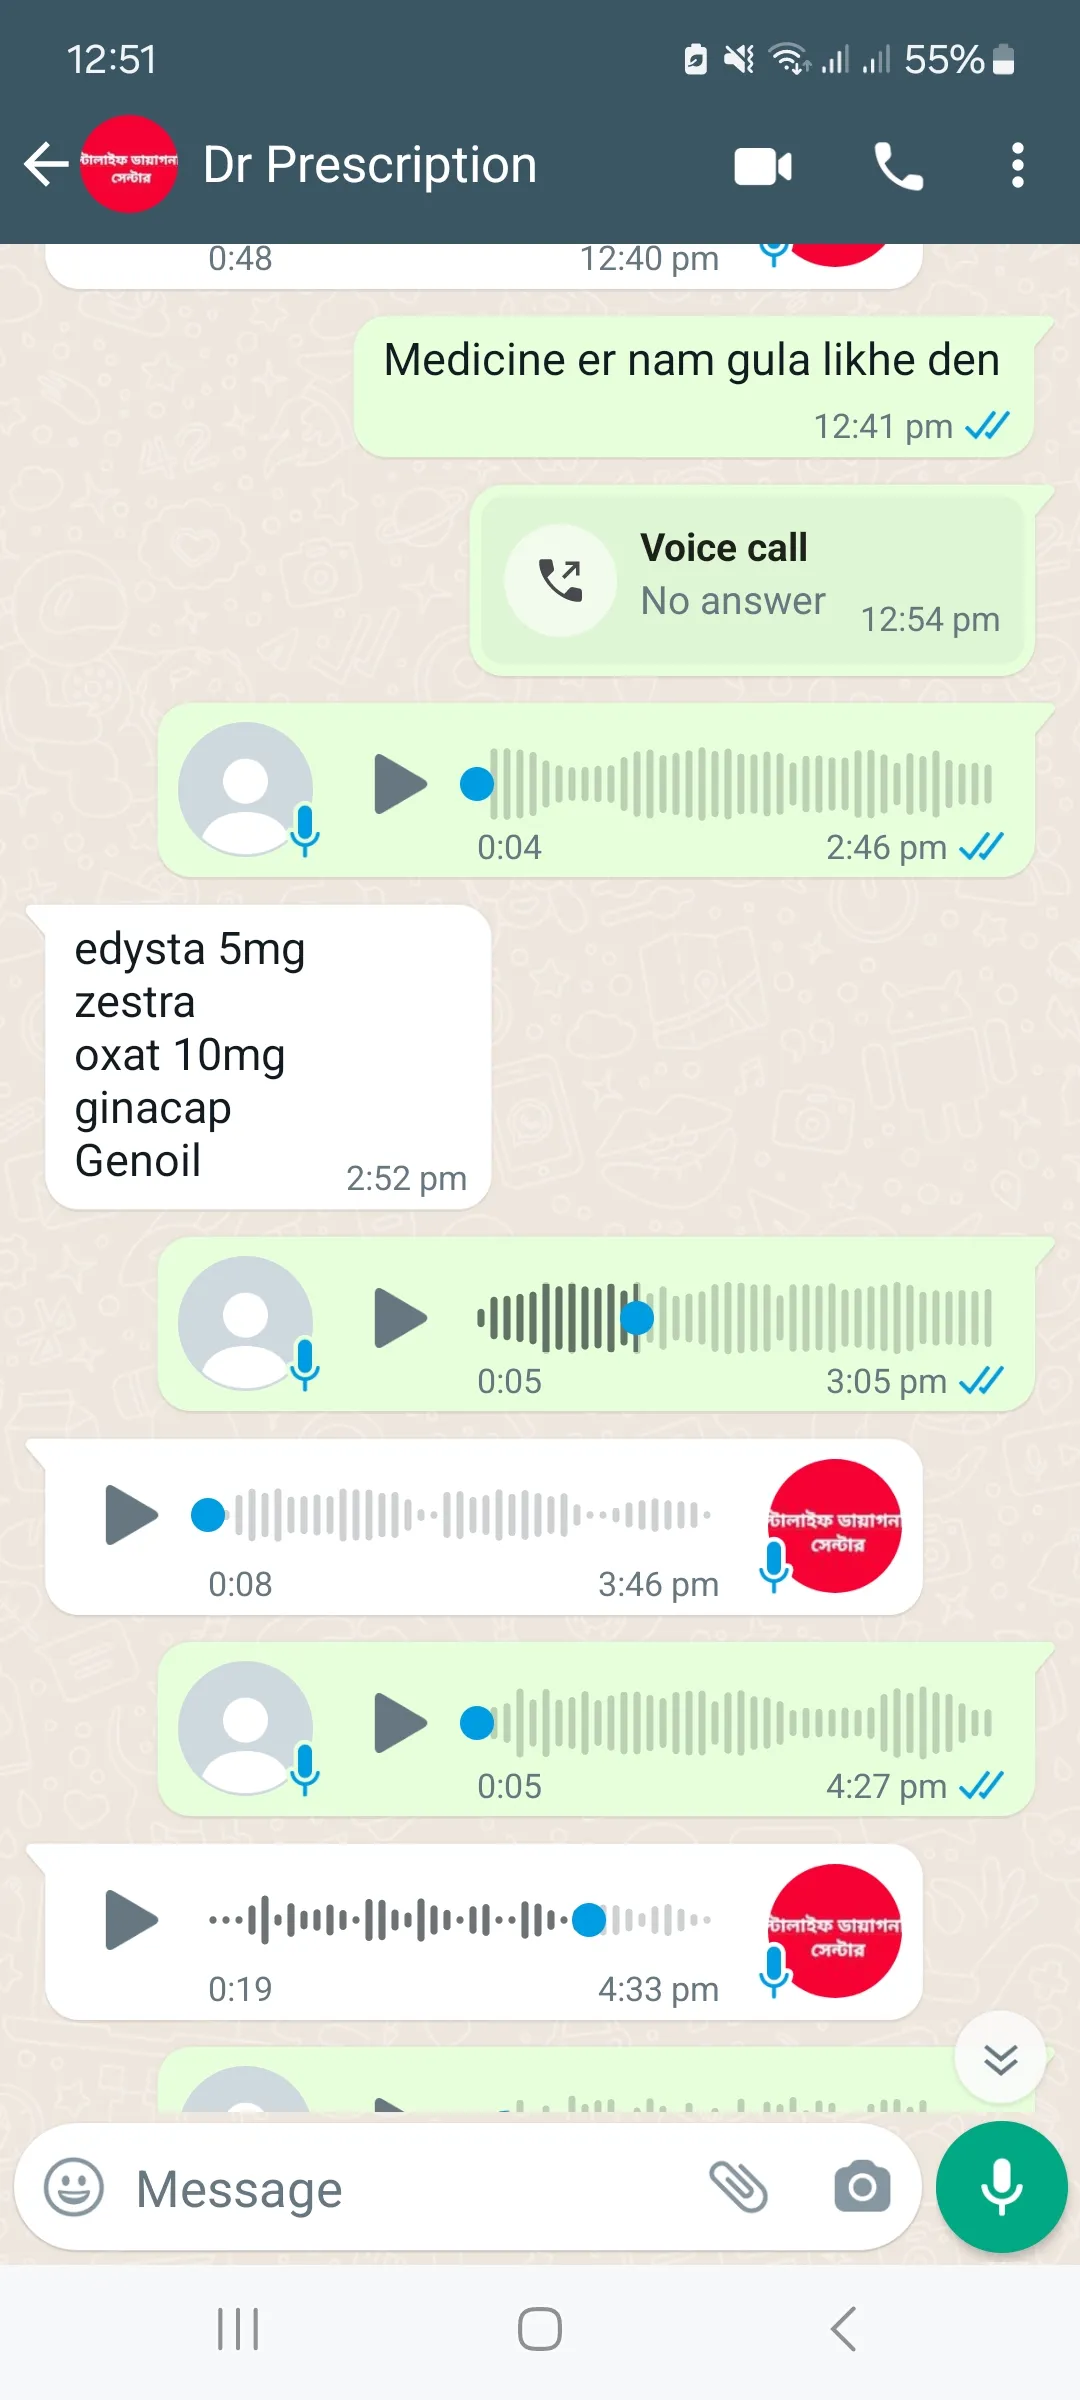 12:51
55%
টালাইফ ডায়াগন
সেন্টার
Dr Prescription
0:48
12:40 pm
Medicine er nam gula likhe den
12:41 pm
Voice call
No answer
12:54 pm
0:04
2:46 pm
edysta 5mg
zestra
oxat 10mg
ginacap
Genoil
2:52 pm
0:05
3:05 pm
টালাইফ ডায়াগন
সেন্টার
0:08
3:46 pm
0:05
4:27 pm
টালাইফ ডায়াগন
সেন্টার
0:19
4:33 pm
Message